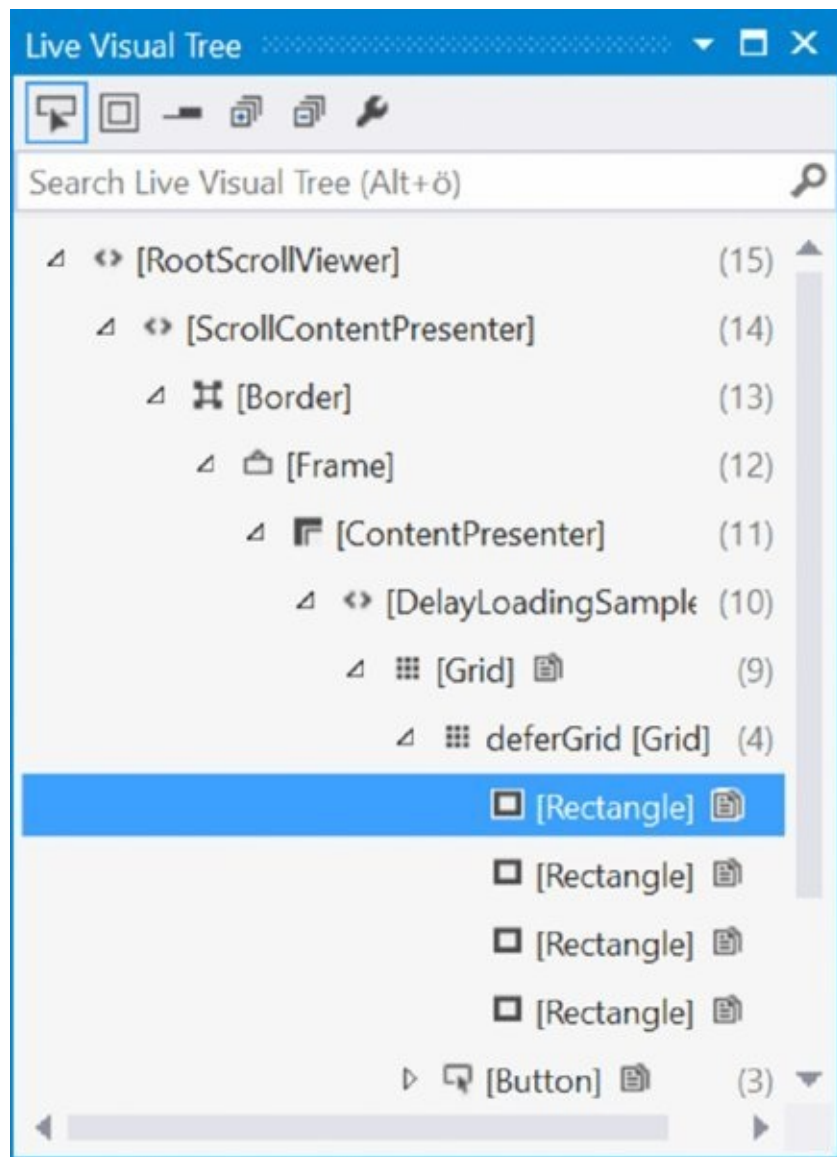 Live Visual Tree
Search Live Visual Tree (Alt+ö)
[RootScrollViewer] (15)
[ScrollContentPresenter] (14)
[Border] (13)
[Frame] (12)
[ContentPresenter] (11)
[DelayLoadingSample (10)
[Grid] (9)
deferGrid [Grid] (4)
[Rectangle]
[Rectangle]
[Rectangle]
[Rectangle]
[Button] (3)